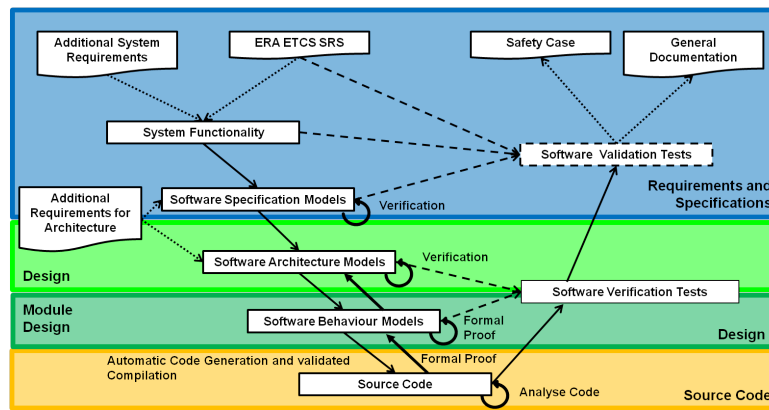 Additional System
Requirements
ERA ETCS SRS
Safety Case
General
Documentation
System Functionality
Software Validation Tests
Additional
Requirements for
Architecture
Software Specification Models
Verification
Requirements and
Specifications
Software Architecture Models
Verification
Design
Software Verification Tests
Module
Design
Software Behaviour Models
Formal
Proof
Design
Automatic Code Generation and validated
Compilation
Formal Proof
Source Code
Analyse Code
Source Code